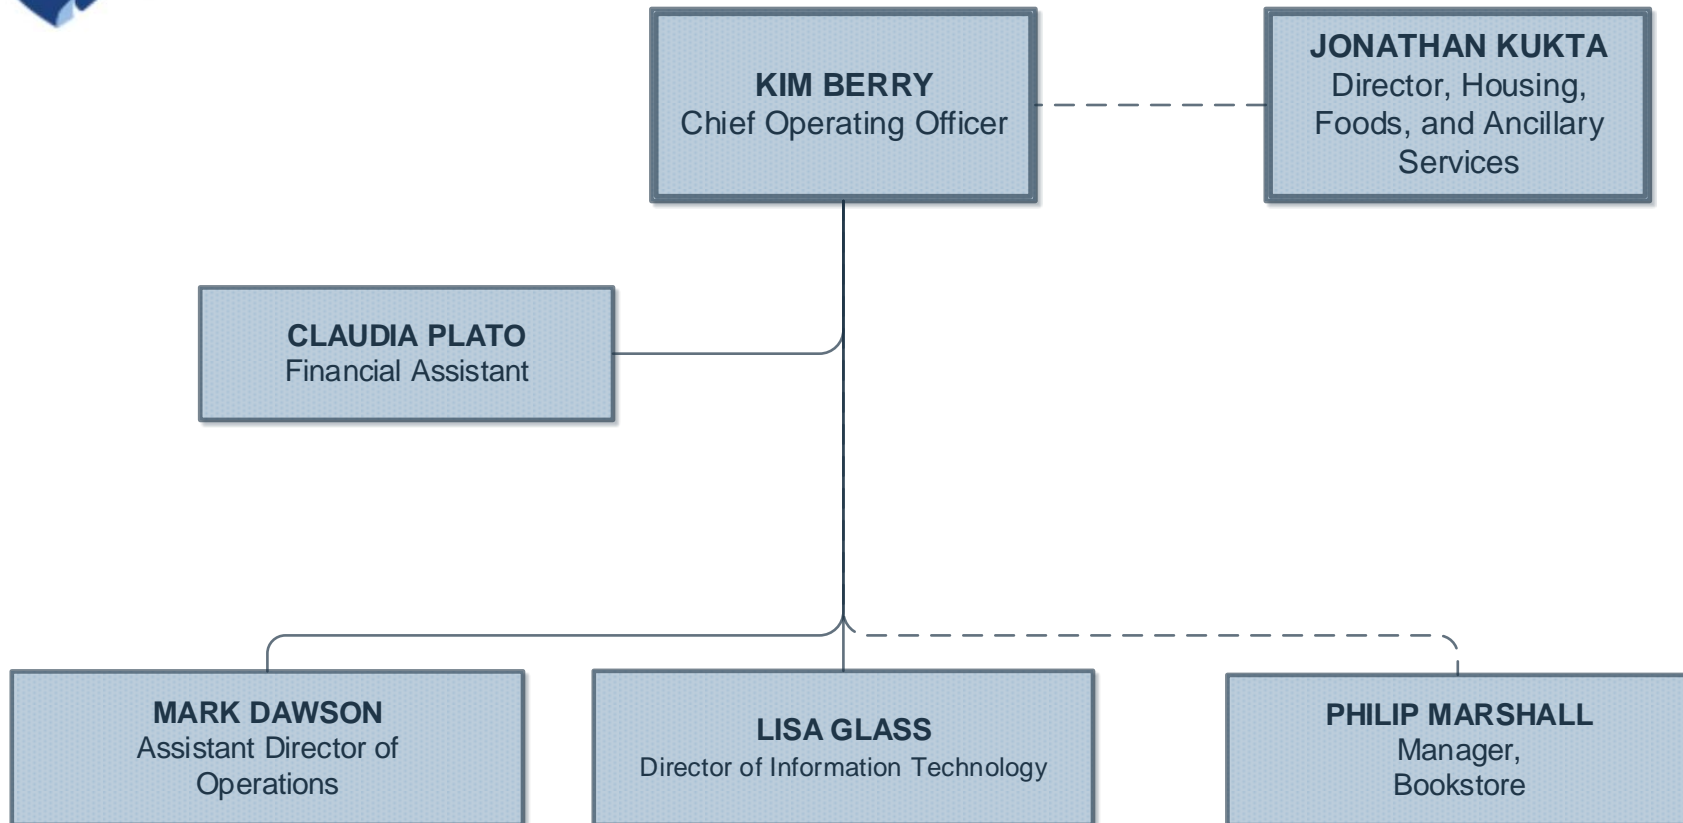 KIM BERRY
Chief Operating Officer
JONATHAN KUKTA
Director, Housing,
Foods, and Ancillary
Services
CLAUDIA PLATO
Financial Assistant
MARK DAWSON
Assistant Director of
Operations
LISA GLASS
Director of Information Technology
PHILIP MARSHALL
Manager,
Bookstore